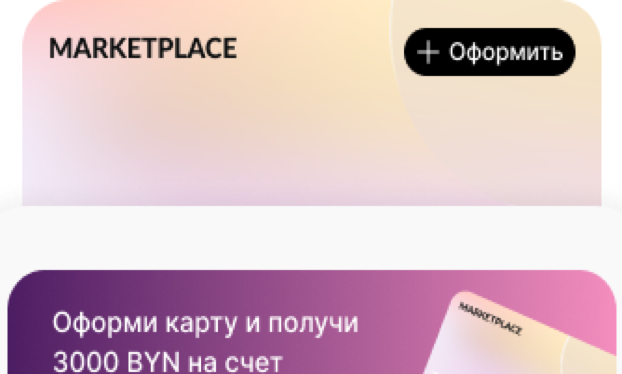 MARKETPLACE
+ Оформить
Оформи карту и получи
3000 BYN на счет
MARKETPLACE